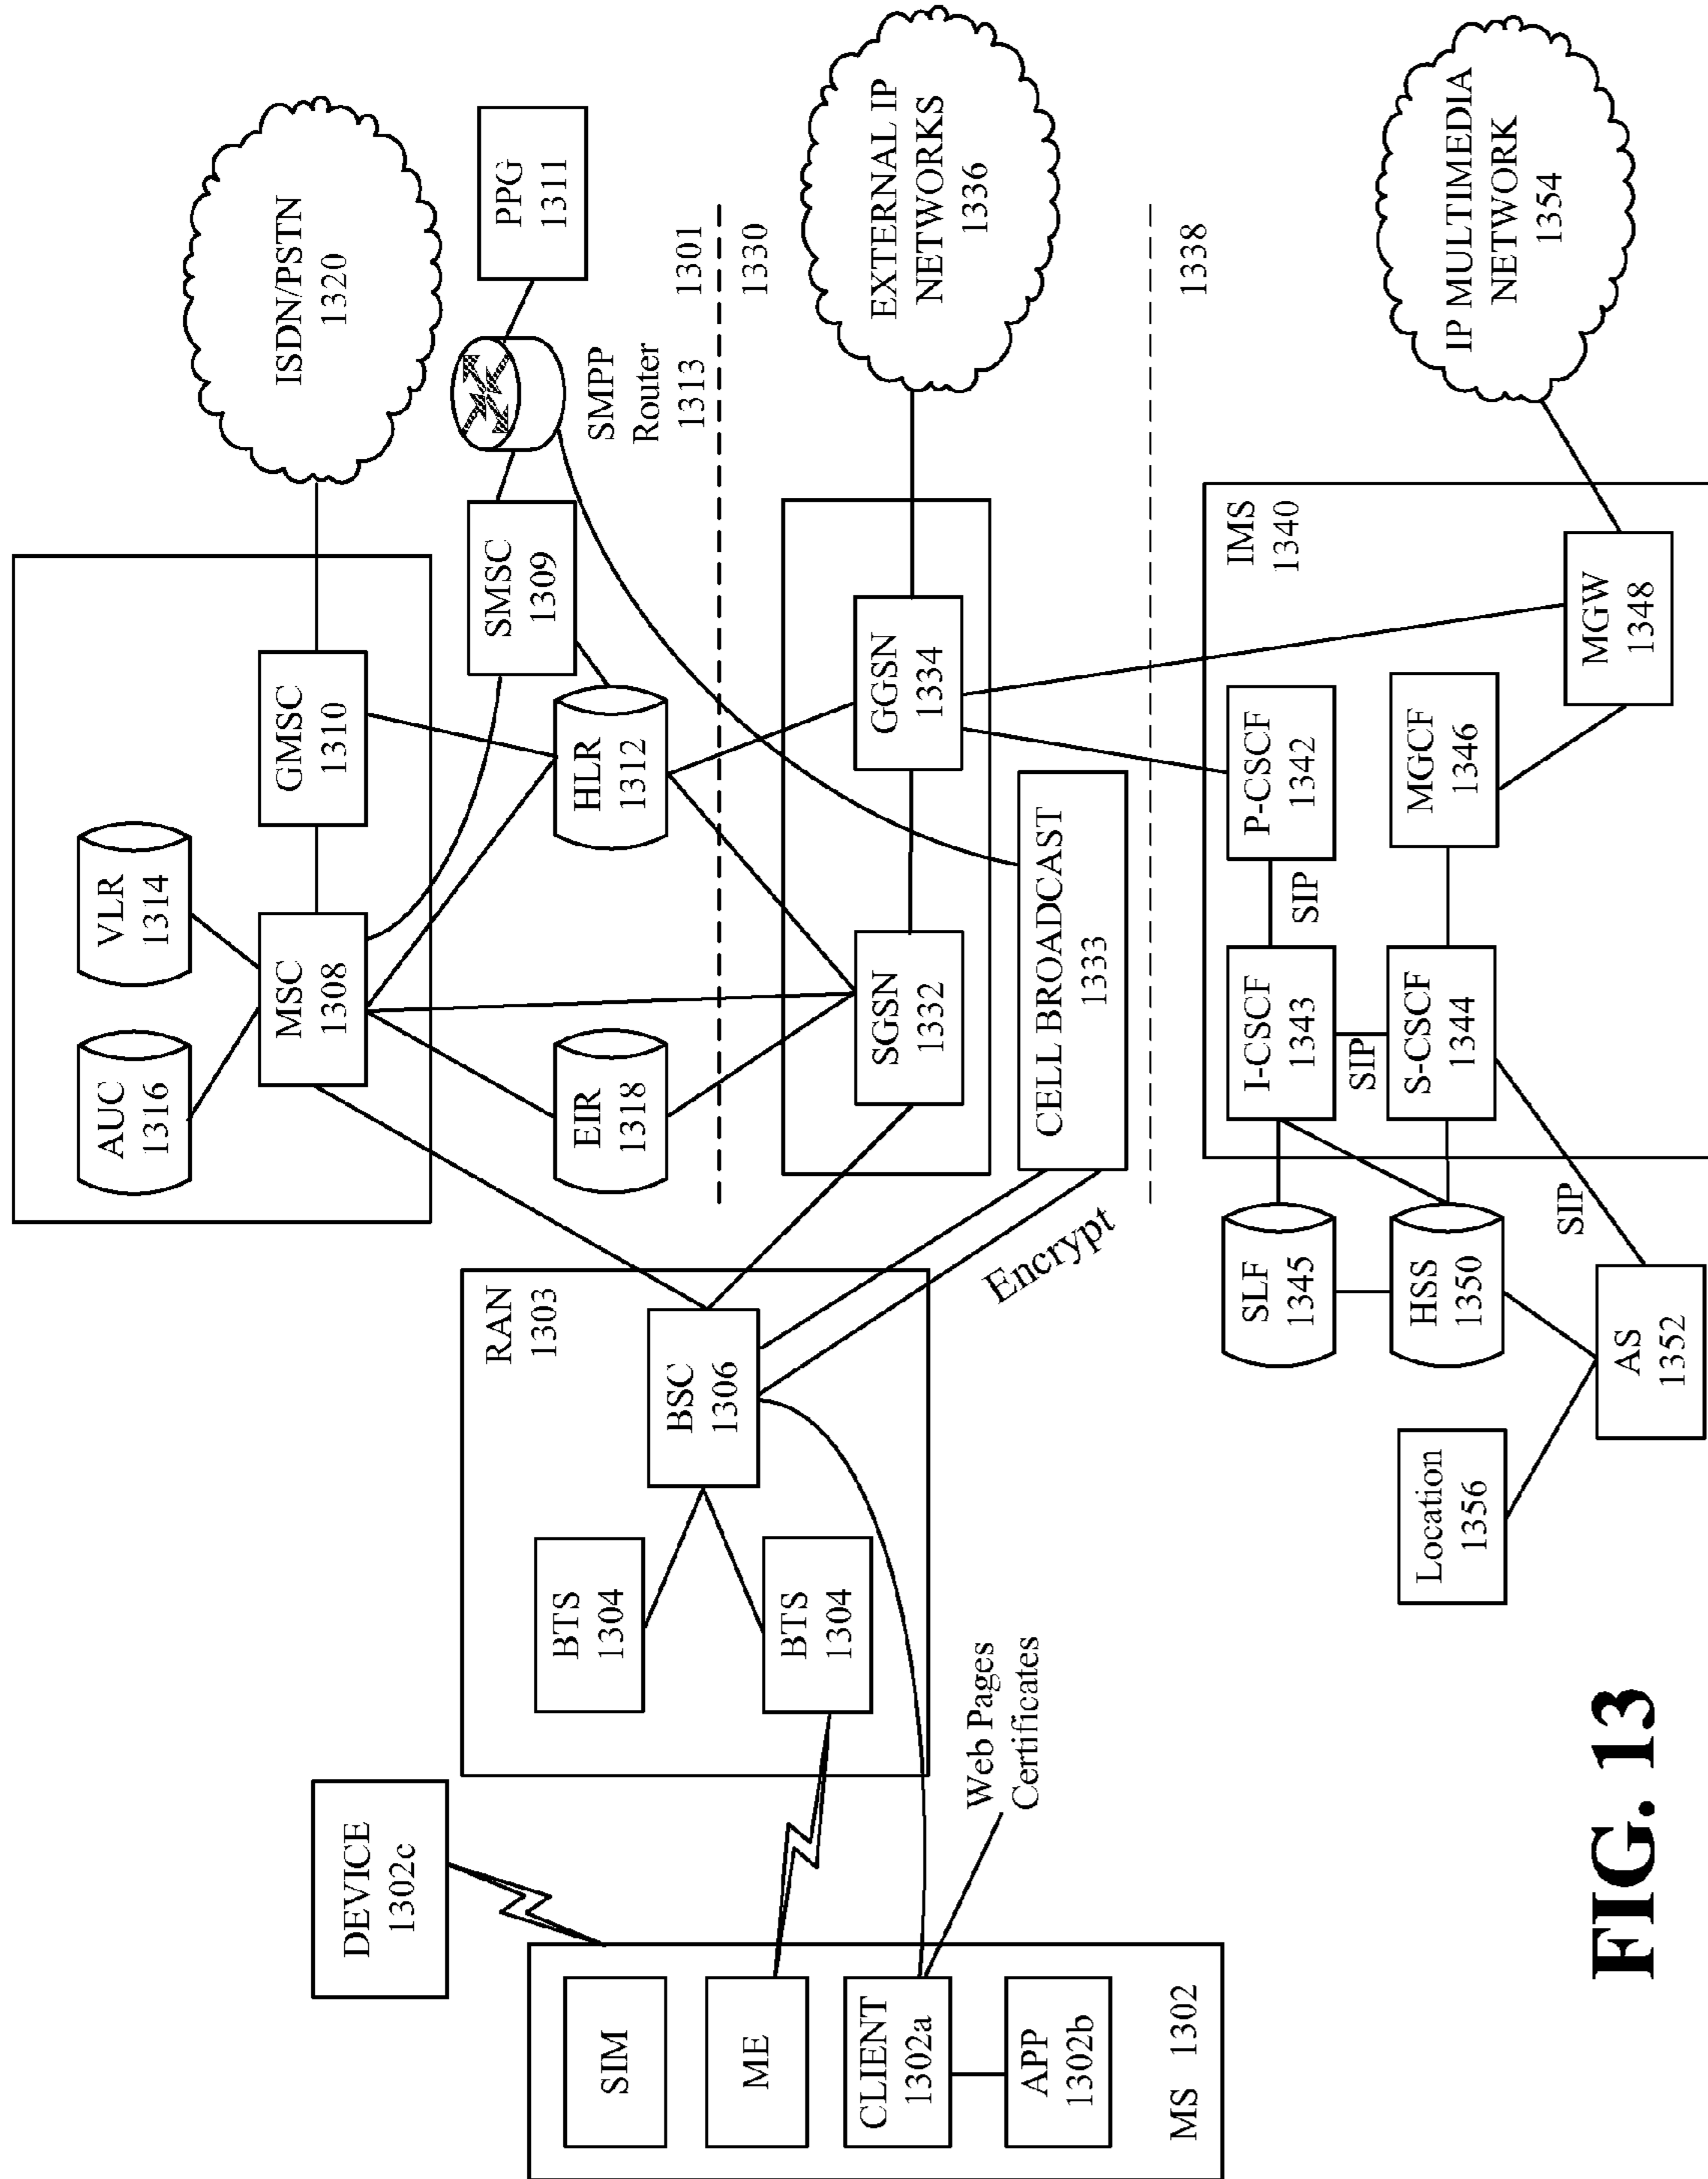 AUC
1316
VLR
1314
MSC
1308
GMSC
1310
ISDN/PSTN
1320
EIR
1318
HLR
1312
SMSC
1309
SMPP
Router
1313
PPG
1311
1301
1330
DEVICE
1302c
SIM
ME
CLIENT
1302a
APP
1302b
MS 1302
RAN
1303
BTS
1304
BTS
1304
BSC
1306
Web Pages
Certificates
Encrypt
SGSN
1332
GGSN
1334
EXTERNAL IP
NETWORKS
1336
CELL BROADCAST
1333
1338
IMS
1340
SLF
1345
I-CSCF
1343
SIP
P-CSCF
1342
SIP
HSS
1350
S-CSCF
1344
MGCF
1346
MGW
1348
IP MULTIMEDIA
NETWORK
1354
Location
1356
SIP
AS
1352
FIG. 13